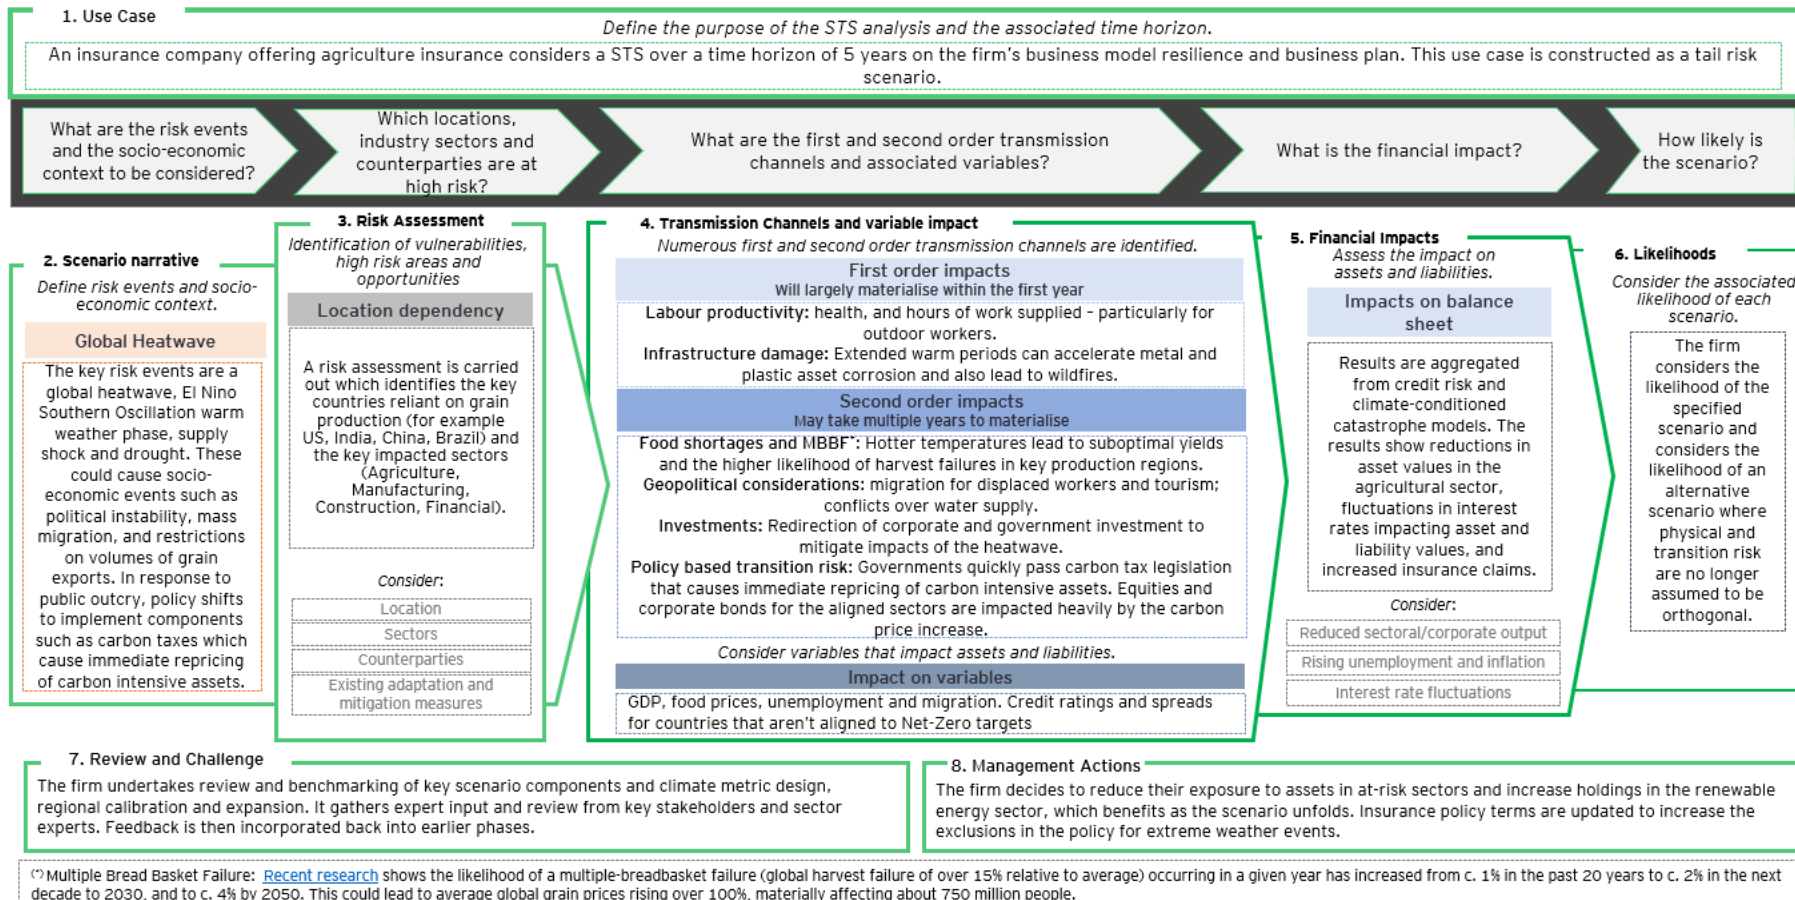 1. Use Case
Define the purpose of the STS analysis and the associated time horizon.
An insurance company offering agriculture insurance considers a STS over a time horizon of 5 years on the firm's business model resilience and business plan. This use case is constructed as a tail risk
scenario.
What are the risk events
and the socio-economic
context to be considered?
Which locations,
industry sectors and
counterparties are at
high risk?
What are the first and second order transmission
channels and associated variables?
What is the financial impact?
How likely is
the scenario?
2. Scenario narrative
Define risk events and socio-
economic context.
Global Heatwave
The key risk events are a
global heatwave, El Nino
Southern Oscillation warm
weather phase, supply
shock and drought. These
could cause socio-
economic events such as
political instability, mass
migration, and restrictions
on volumes of grain
exports. In response to
public outcry, policy shifts
to implement components
such as carbon taxes which
cause immediate repricing
of carbon intensive assets.
3. Risk Assessment
Identification of vulnerabilities,
high risk areas and
opportunities
Location dependency
A risk assessment is carried
out which identifies the key
countries reliant on grain
production (for example
US, India, China, Brazil) and
the key impacted sectors
(Agriculture,
Manufacturing,
Construction, Financial).
Consider:
Location
Sectors
Counterparties
Existing adaptation and
mitigation measures
4. Transmission Channels and variable impact
Numerous first and second order transmission channels are identified.
First order impacts
Will largely materialise within the first year
Labour productivity: health, and hours of work supplied – particularly for
outdoor workers.
Infrastructure damage: Extended warm periods can accelerate metal and
plastic asset corrosion and also lead to wildfires.
Second order impacts
May take multiple years to materialise
Food shortages and MBBF*: Hotter temperatures lead to suboptimal yields
and the higher likelihood of harvest failures in key production regions.
Geopolitical considerations: migration for displaced workers and tourism;
conflicts over water supply.
Investments: Redirection of corporate and government investment to
mitigate impacts of the heatwave.
Policy based transition risk: Governments quickly pass carbon tax legislation
that causes immediate repricing of carbon intensive assets. Equities and
corporate bonds for the aligned sectors are impacted heavily by the carbon
price increase.
Consider variables that impact assets and liabilities.
Impact on variables
GDP, food prices, unemployment and migration. Credit ratings and spreads
for countries that aren't aligned to Net-Zero targets
5. Financial Impacts
Assess the impact on
assets and liabilities.
Impacts on balance
sheet
Results are aggregated
from credit risk and
climate-conditioned
catastrophe models. The
results show reductions in
asset values in the
agricultural sector,
fluctuations in interest
rates impacting asset and
liability values, and
increased insurance claims.
Consider:
Reduced sectoral/corporate output
Rising unemployment and inflation
Interest rate fluctuations
6. Likelihoods
Consider the associated
likelihood of each
scenario.
The firm
considers the
likelihood of the
specified
scenario and
considers the
likelihood of an
alternative
scenario where
physical and
transition risk
are no longer
assumed to be
orthogonal.
7. Review and Challenge
The firm undertakes review and benchmarking of key scenario components and climate metric design,
regional calibration and expansion. It gathers expert input and review from key stakeholders and sector
experts. Feedback is then incorporated back into earlier phases.
8. Management Actions
The firm decides to reduce their exposure to assets in at-risk sectors and increase holdings in the renewable
energy sector, which benefits as the scenario unfolds. Insurance policy terms are updated to increase the
exclusions in the policy for extreme weather events.
(*) Multiple Bread Basket Failure: Recent research shows the likelihood of a multiple-breadbasket failure (global harvest failure of over 15% relative to average) occurring in a given year has increased from c. 1% in the past 20 years to c. 2% in the next
decade to 2030, and to c. 4% by 2050. This could lead to average global grain prices rising over 100%, materially affecting about 750 million people.